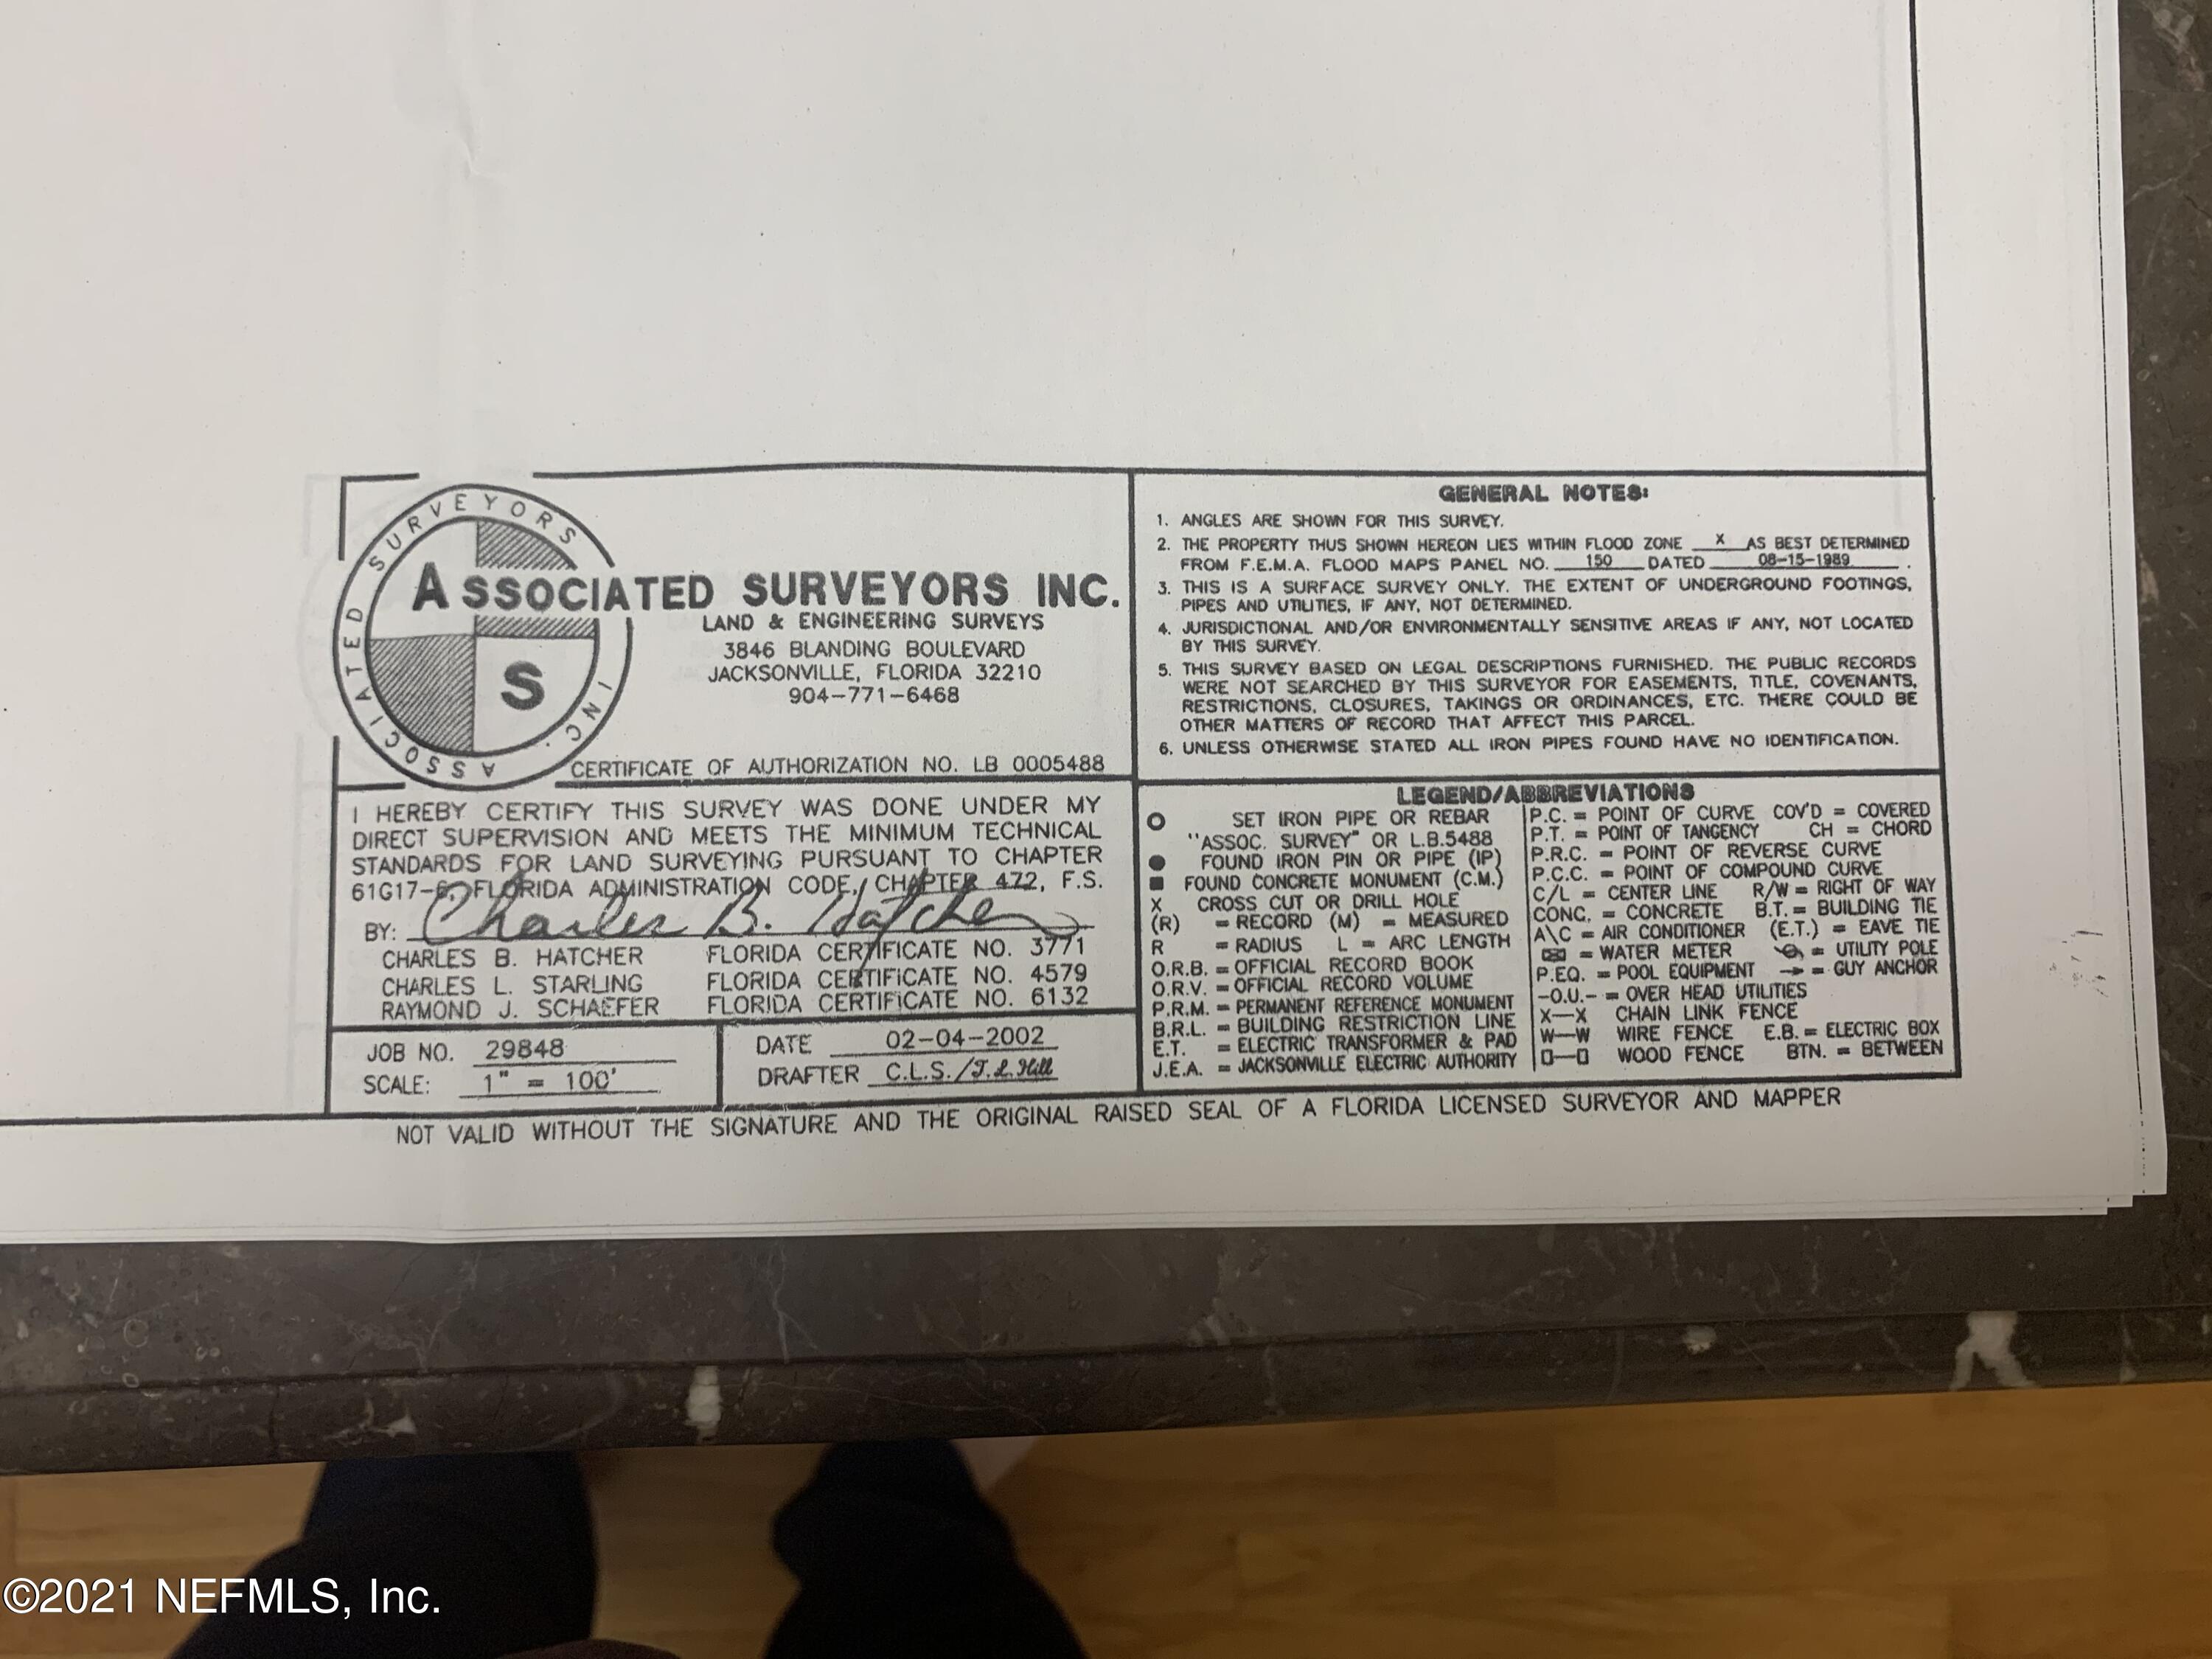 ASSOCIATED SURVEYORS INC.
ASSOCIATED SURVEYORS INC.
S
LAND & ENGINEERING SURVEYS
3846 BLANDING BOULEVARD
JACKSONVILLE, FLORIDA 32210
904-771-6468
CERTIFICATE OF AUTHORIZATION NO. LB 0005488
I HEREBY CERTIFY THIS SURVEY WAS DONE UNDER MY
DIRECT SUPERVISION AND MEETS THE MINIMUM TECHNICAL
STANDARDS FOR LAND SURVEYING PURSUANT TO CHAPTER
61G17-6, FLORIDA ADMINISTRATION CODE, CHAPTER 472, F.S.
BY: Charles B. Hatcher
CHARLES B. HATCHER FLORIDA CERTIFICATE NO. 3771
CHARLES L. STARLING FLORIDA CERTIFICATE NO. 4579
RAYMOND J. SCHAEFER FLORIDA CERTIFICATE NO. 6132
JOB NO. 29848
SCALE: 1" = 100'
DATE 02-04-2002
DRAFTER C.L.S./T.L.Hill
GENERAL NOTES:
1. ANGLES ARE SHOWN FOR THIS SURVEY.
2. THE PROPERTY THUS SHOWN HEREON LIES WITHIN FLOOD ZONE X AS BEST DETERMINED
FROM F.E.M.A. FLOOD MAPS PANEL NO. 150 DATED 08-15-1989.
3. THIS IS A SURFACE SURVEY ONLY. THE EXTENT OF UNDERGROUND FOOTINGS,
PIPES AND UTILITIES, IF ANY, NOT DETERMINED.
4. JURISDICTIONAL AND/OR ENVIRONMENTALLY SENSITIVE AREAS IF ANY, NOT LOCATED
BY THIS SURVEY.
5. THIS SURVEY BASED ON LEGAL DESCRIPTIONS FURNISHED. THE PUBLIC RECORDS
WERE NOT SEARCHED BY THIS SURVEYOR FOR EASEMENTS, TITLE, COVENANTS,
RESTRICTIONS, CLOSURES, TAKINGS OR ORDINANCES, ETC. THERE COULD BE
OTHER MATTERS OF RECORD THAT AFFECT THIS PARCEL.
6. UNLESS OTHERWISE STATED ALL IRON PIPES FOUND HAVE NO IDENTIFICATION.
LEGEND/ABBREVIATIONS
SET IRON PIPE OR REBAR
"ASSOC. SURVEY" OR L.B.5488
FOUND IRON PIN OR PIPE (IP)
FOUND CONCRETE MONUMENT (C.M.)
X CROSS CUT OR DRILL HOLE
(R) = RECORD (M) = MEASURED
R = RADIUS L = ARC LENGTH
O.R.B. = OFFICIAL RECORD BOOK
O.R.V. = OFFICIAL RECORD VOLUME
P.R.M. = PERMANENT REFERENCE MONUMENT
B.R.L. = BUILDING RESTRICTION LINE
E.T. = ELECTRIC TRANSFORMER & PAD
J.E.A. = JACKSONVILLE ELECTRIC AUTHORITY
P.C. = POINT OF CURVE COV'D = COVERED
P.T. = POINT OF TANGENCY CH = CHORD
P.R.C. = POINT OF REVERSE CURVE
P.C.C. = POINT OF COMPOUND CURVE
C/L = CENTER LINE R/W = RIGHT OF WAY
CONC. = CONCRETE B.T. = BUILDING TIE
A\C = AIR CONDITIONER (E.T.) = EAVE TIE
= WATER METER = UTILITY POLE
P.EQ. = POOL EQUIPMENT = GUY ANCHOR
-O.U.- = OVER HEAD UTILITIES
X—X CHAIN LINK FENCE
W—W WIRE FENCE E.B. = ELECTRIC BOX
WOOD FENCE BTN. = BETWEEN
NOT VALID WITHOUT THE SIGNATURE AND THE ORIGINAL RAISED SEAL OF A FLORIDA LICENSED SURVEYOR AND MAPPER
©2021 NEFMLS, Inc.